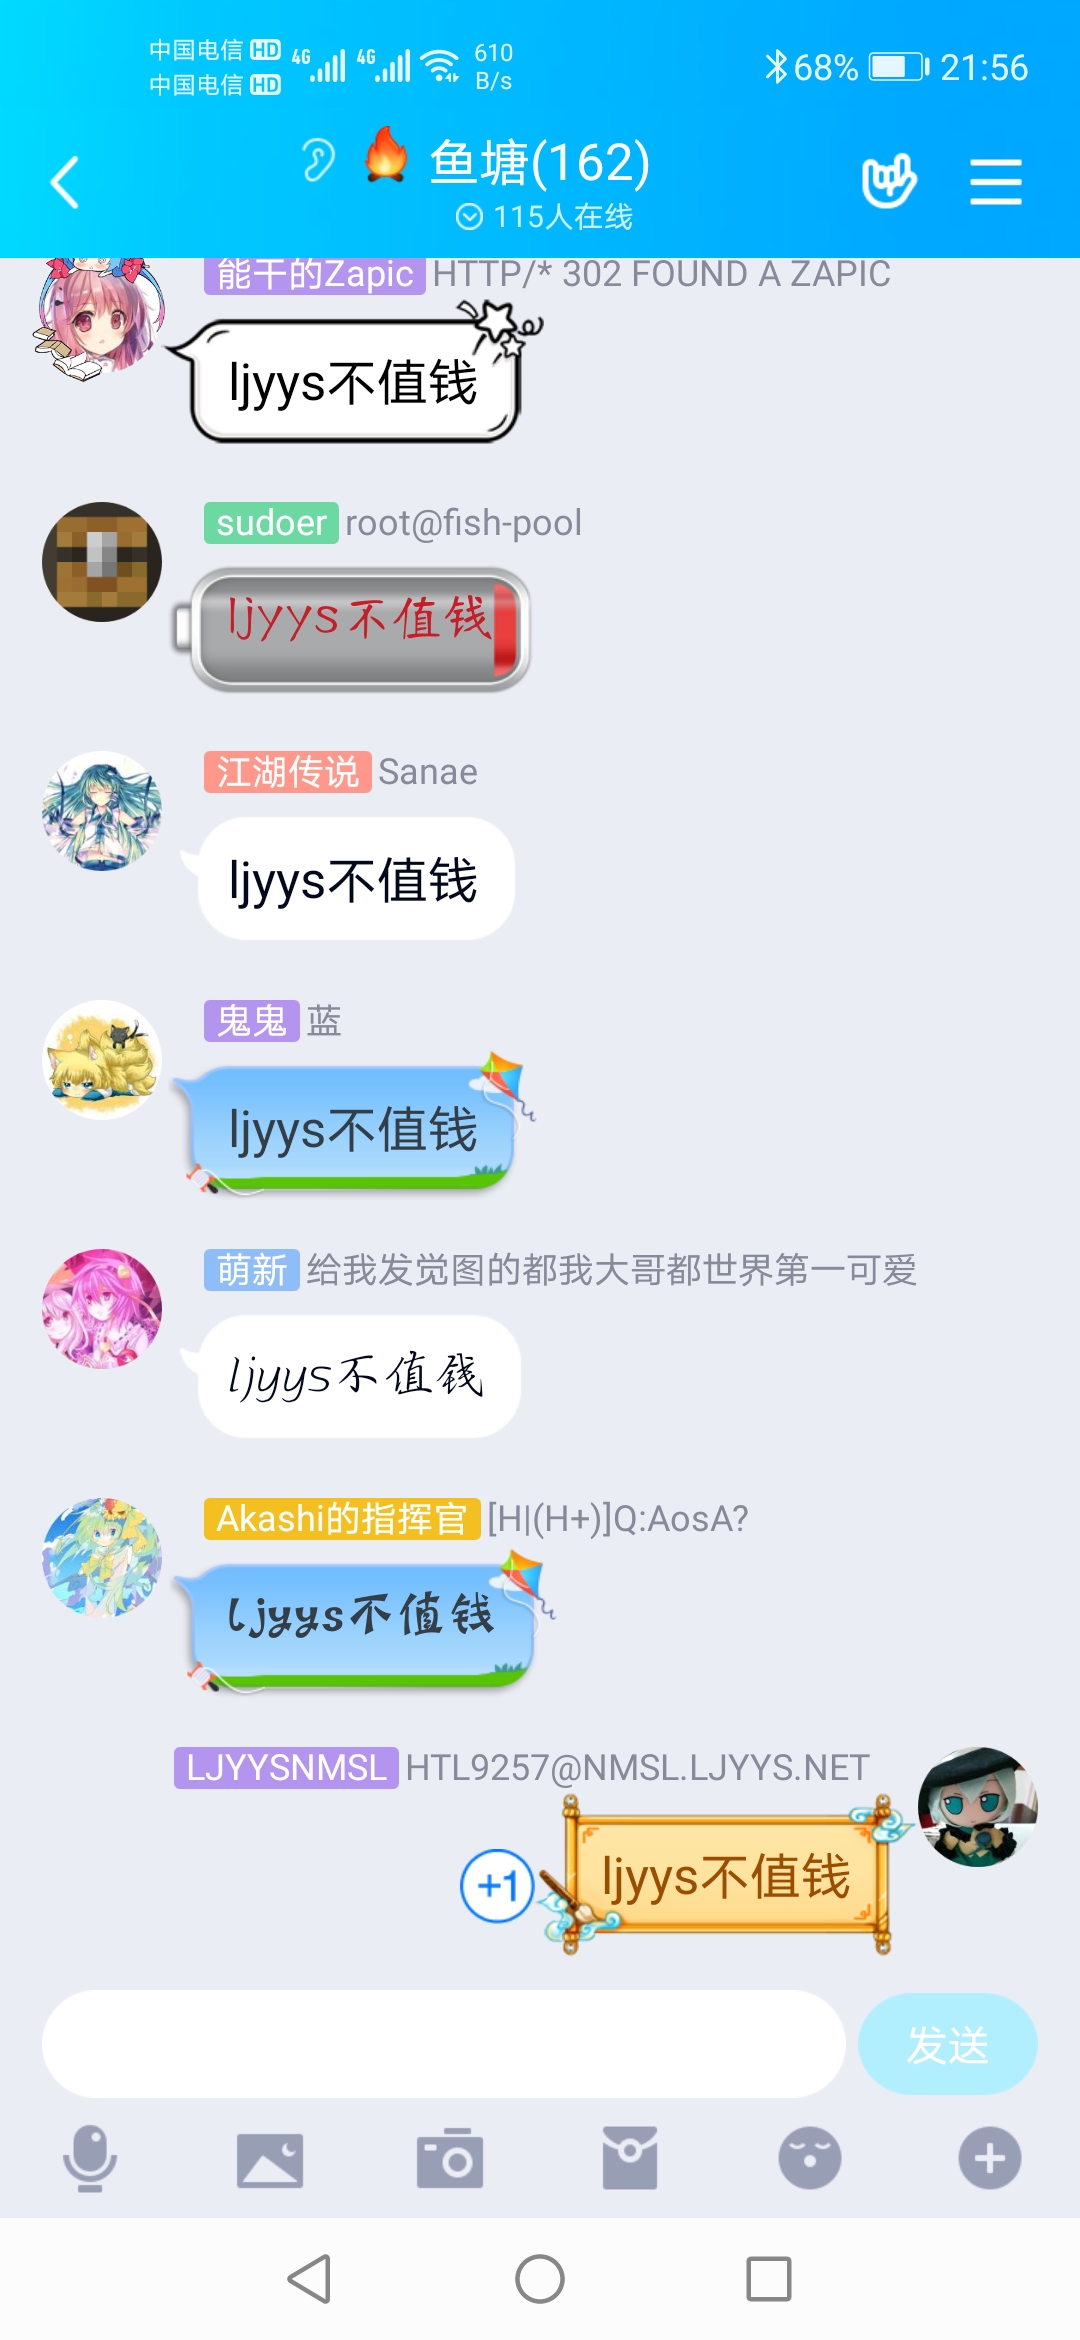 中国电信 HD 4G 4G 610
中国电信 HD B/s
68% 21:56
鱼塘(162)
115人在线
能干的Zapic HTTP/* 302 FOUND A ZAPIC
ljyys不值钱
sudoer root@fish-pool
ljyys不值钱
江湖传说 Sanae
ljyys不值钱
鬼鬼 蓝
ljyys不值钱
萌新 给我发觉图的都我大哥都世界第一可爱
ljyys不值钱
Akashi的指挥官 [H|(H+)]Q:AosA?
ljyys不值钱
LJYYSNMSL HTL9257@NMSL.LJYYS.NET
+1 ljyys不值钱
发送